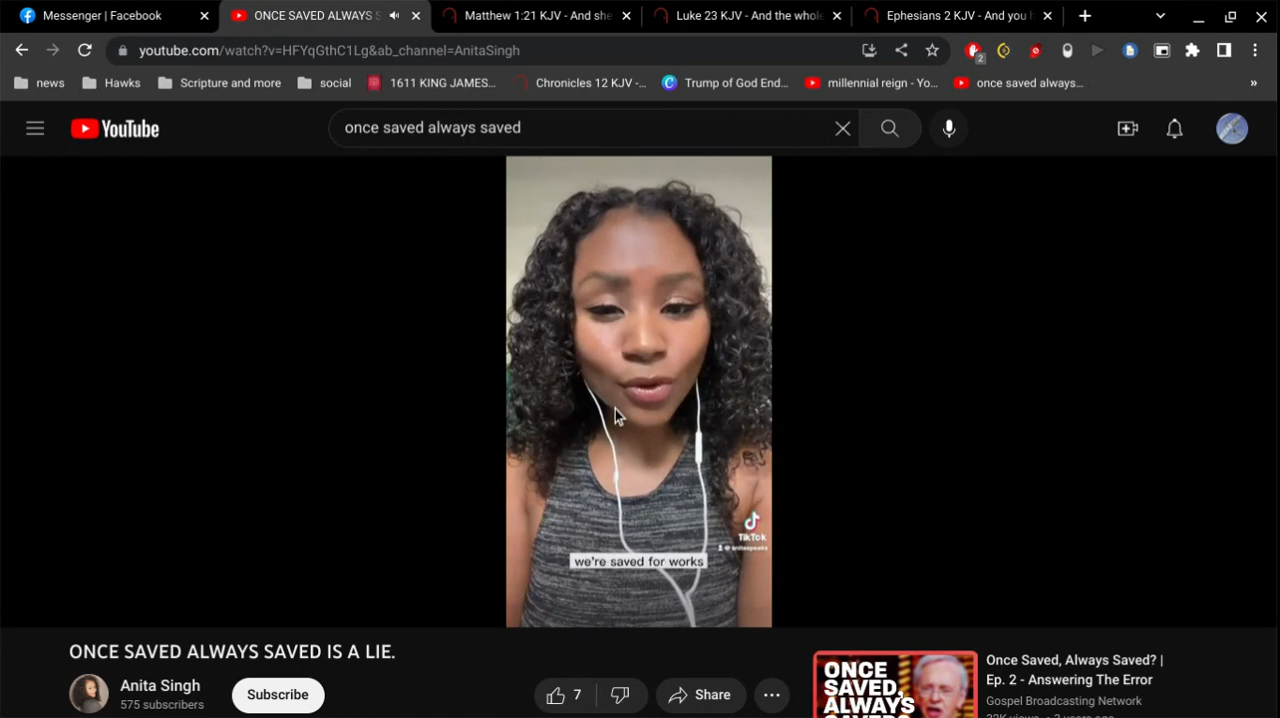 Messenger | Facebook
ONCE SAVED ALWAYS S
Matthew 1:21 KJV - And she
Luke 23 KJV - And the whole
Ephesians 2 KJV - And you h
youtube.com/watch?v=HFYqGthC1Lg&ab_channel=AnitaSingh
2
news
Hawks
Scripture and more
social
1611 KING JAMES...
Chronicles 12 KJV -...
Trump of God End...
millennial reign - Yo...
once saved always...
»
YouTube
once saved always saved
TikTok
we're saved for works
ONCE SAVED ALWAYS SAVED IS A LIE.
Anita Singh
575 subscribers
Subscribe
7
Share
ONCE
SAVED,
ALWAYS
Once Saved, Always Saved? |
Ep. 2 - Answering The Error
Gospel Broadcasting Network